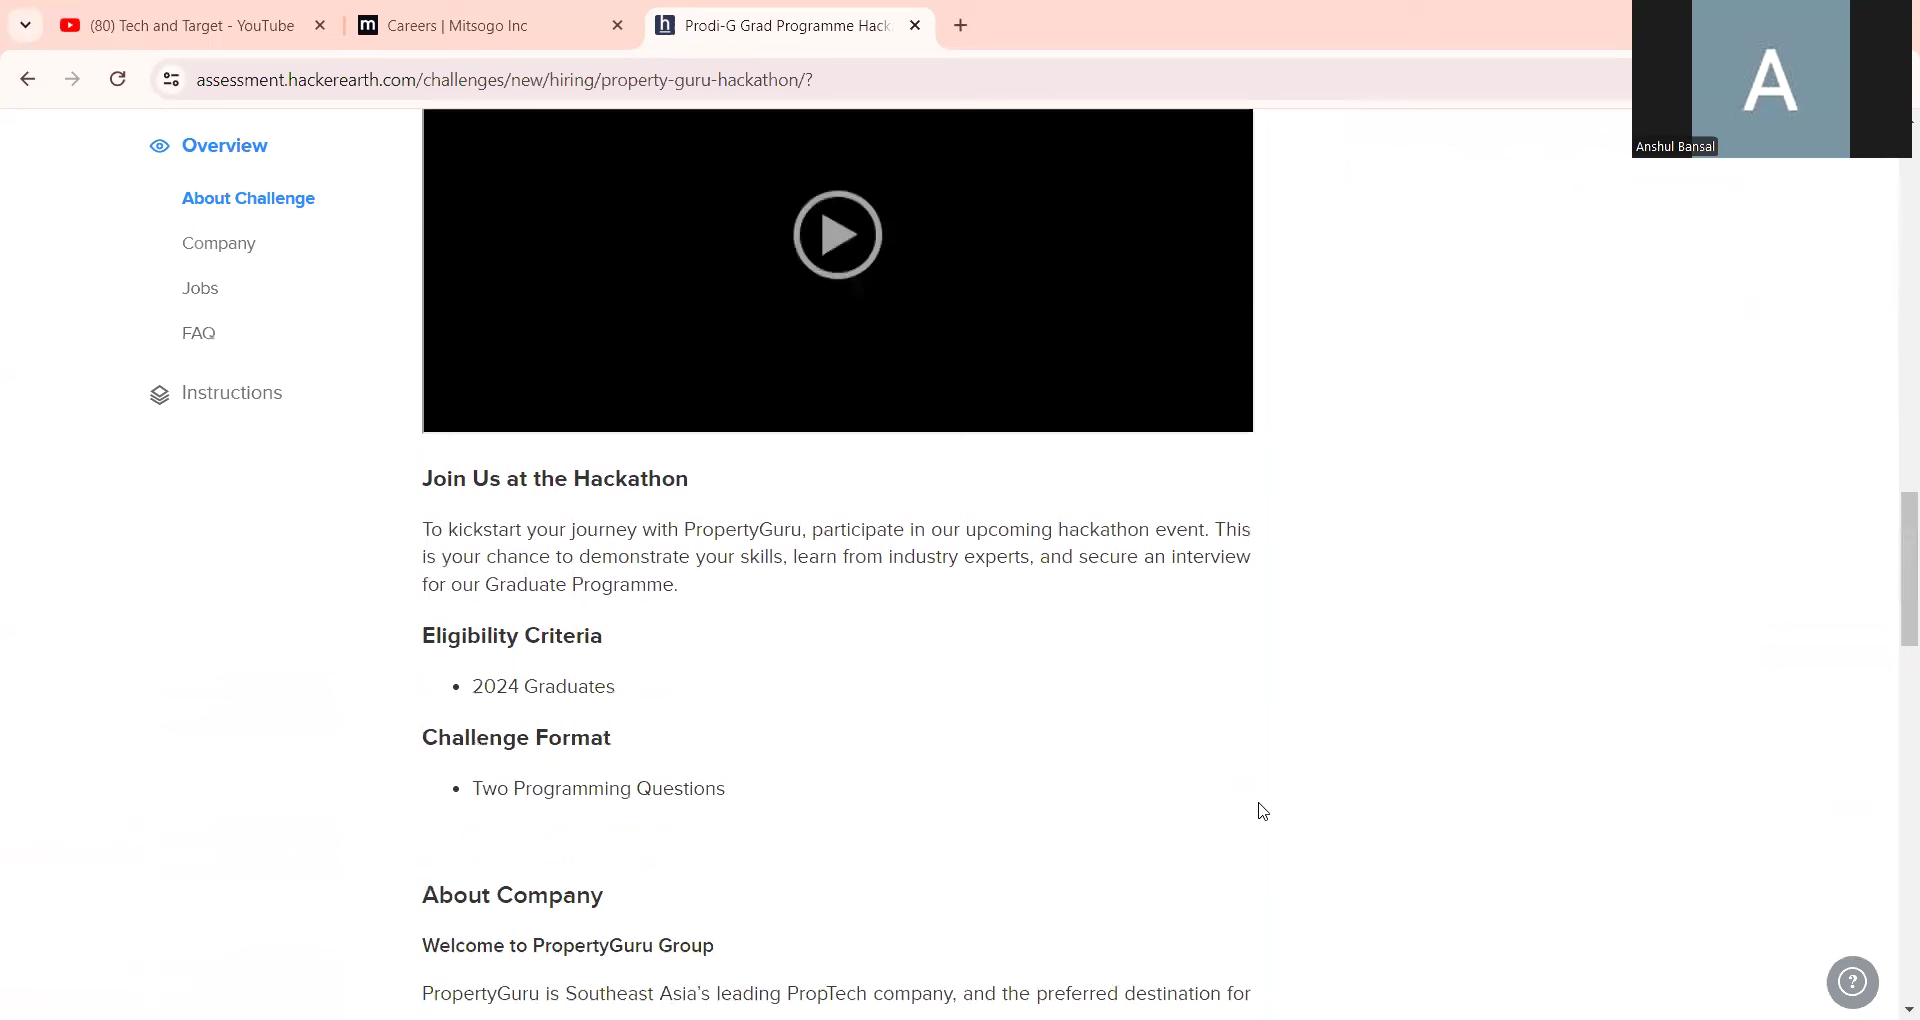 (80) Tech and Target - YouTube
m Careers | Mitsogo Inc
h Prodi-G Grad Programme Hack
assessment.hackerearth.com/challenges/new/hiring/property-guru-hackathon/?
A
Anshul Bansal
Overview
About Challenge
Company
Jobs
FAQ
Instructions
Join Us at the Hackathon
To kickstart your journey with PropertyGuru, participate in our upcoming hackathon event. This
is your chance to demonstrate your skills, learn from industry experts, and secure an interview
for our Graduate Programme.
Eligibility Criteria
• 2024 Graduates
Challenge Format
• Two Programming Questions
About Company
Welcome to PropertyGuru Group
PropertyGuru is Southeast Asia's leading PropTech company, and the preferred destination for
?